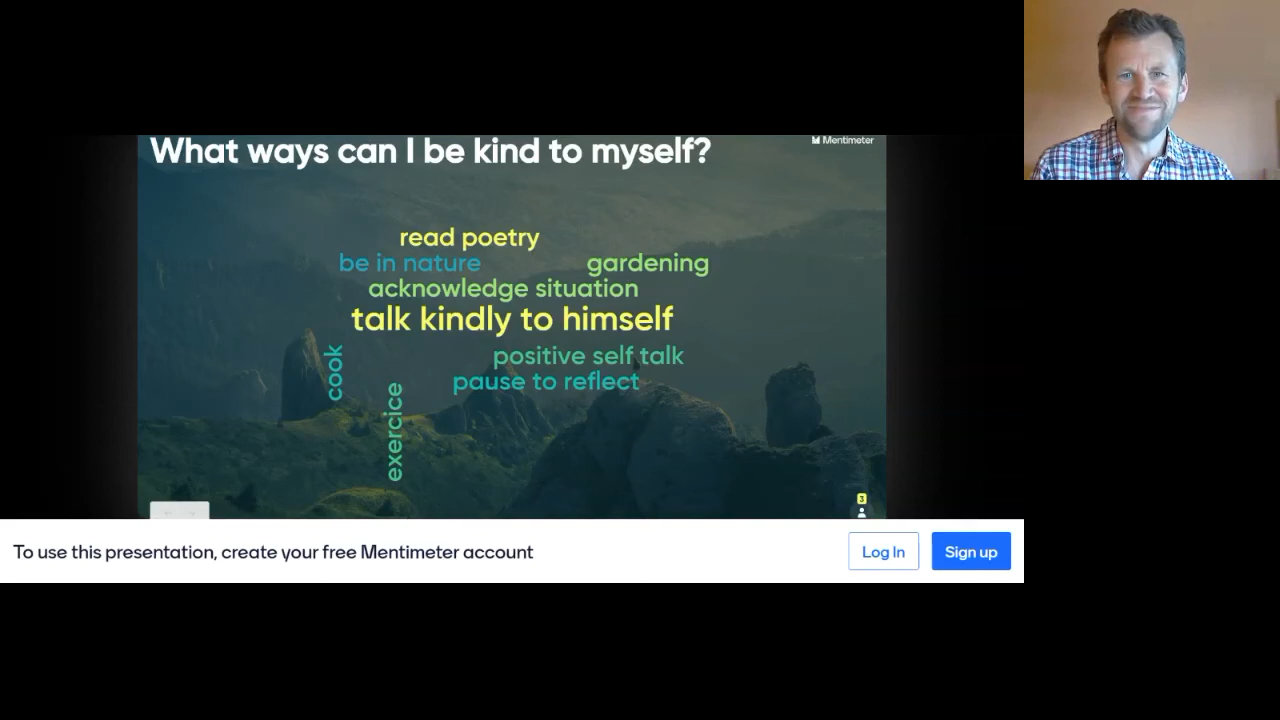 What ways can I be kind to myself?
Mentimeter
read poetry
be in nature
gardening
acknowledge situation
talk kindly to himself
cook
positive self talk
pause to reflect
exercice
3
To use this presentation, create your free Mentimeter account
Log In
Sign up